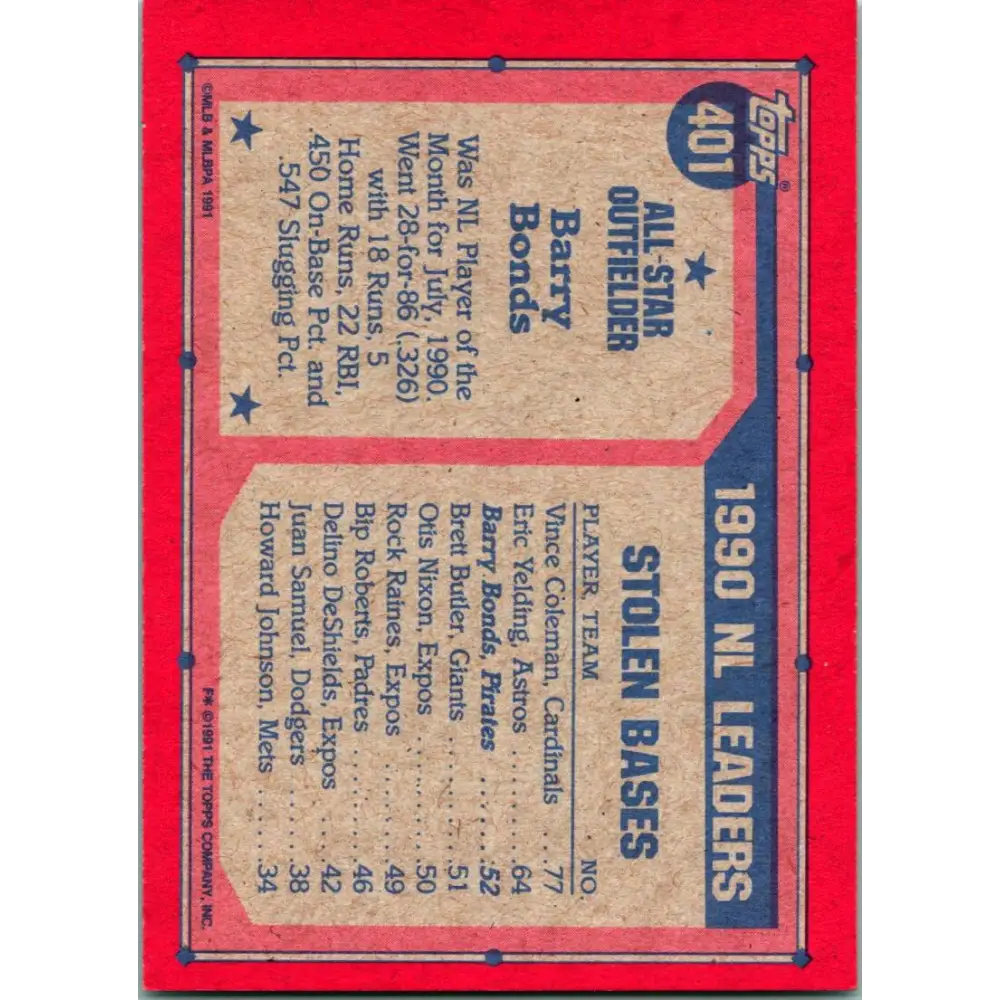 Topps®
401
ALL-STAR
OUTFIELDER
Barry
Bonds
Was NL Player of the
Month for July, 1990.
Went 28-for-86 (.326)
with 18 Runs, 5
Home Runs, 22 RBI,
.450 On-Base Pct. and
.547 Slugging Pct.
©MLB & MLBPA 1991
1990 NL LEADERS
STOLEN BASES
PLAYER, TEAM NO.
Vince Coleman, Cardinals ..77
Eric Yelding, Astros .......64
Barry Bonds, Pirates .....52
Brett Butler, Giants ........51
Otis Nixon, Expos ........50
Rock Raines, Expos .....49
Bip Roberts, Padres .....46
Delino DeShields, Expos ..42
Juan Samuel, Dodgers ....38
Howard Johnson, Mets ....34
F* ©1991 THE TOPPS COMPANY, INC.